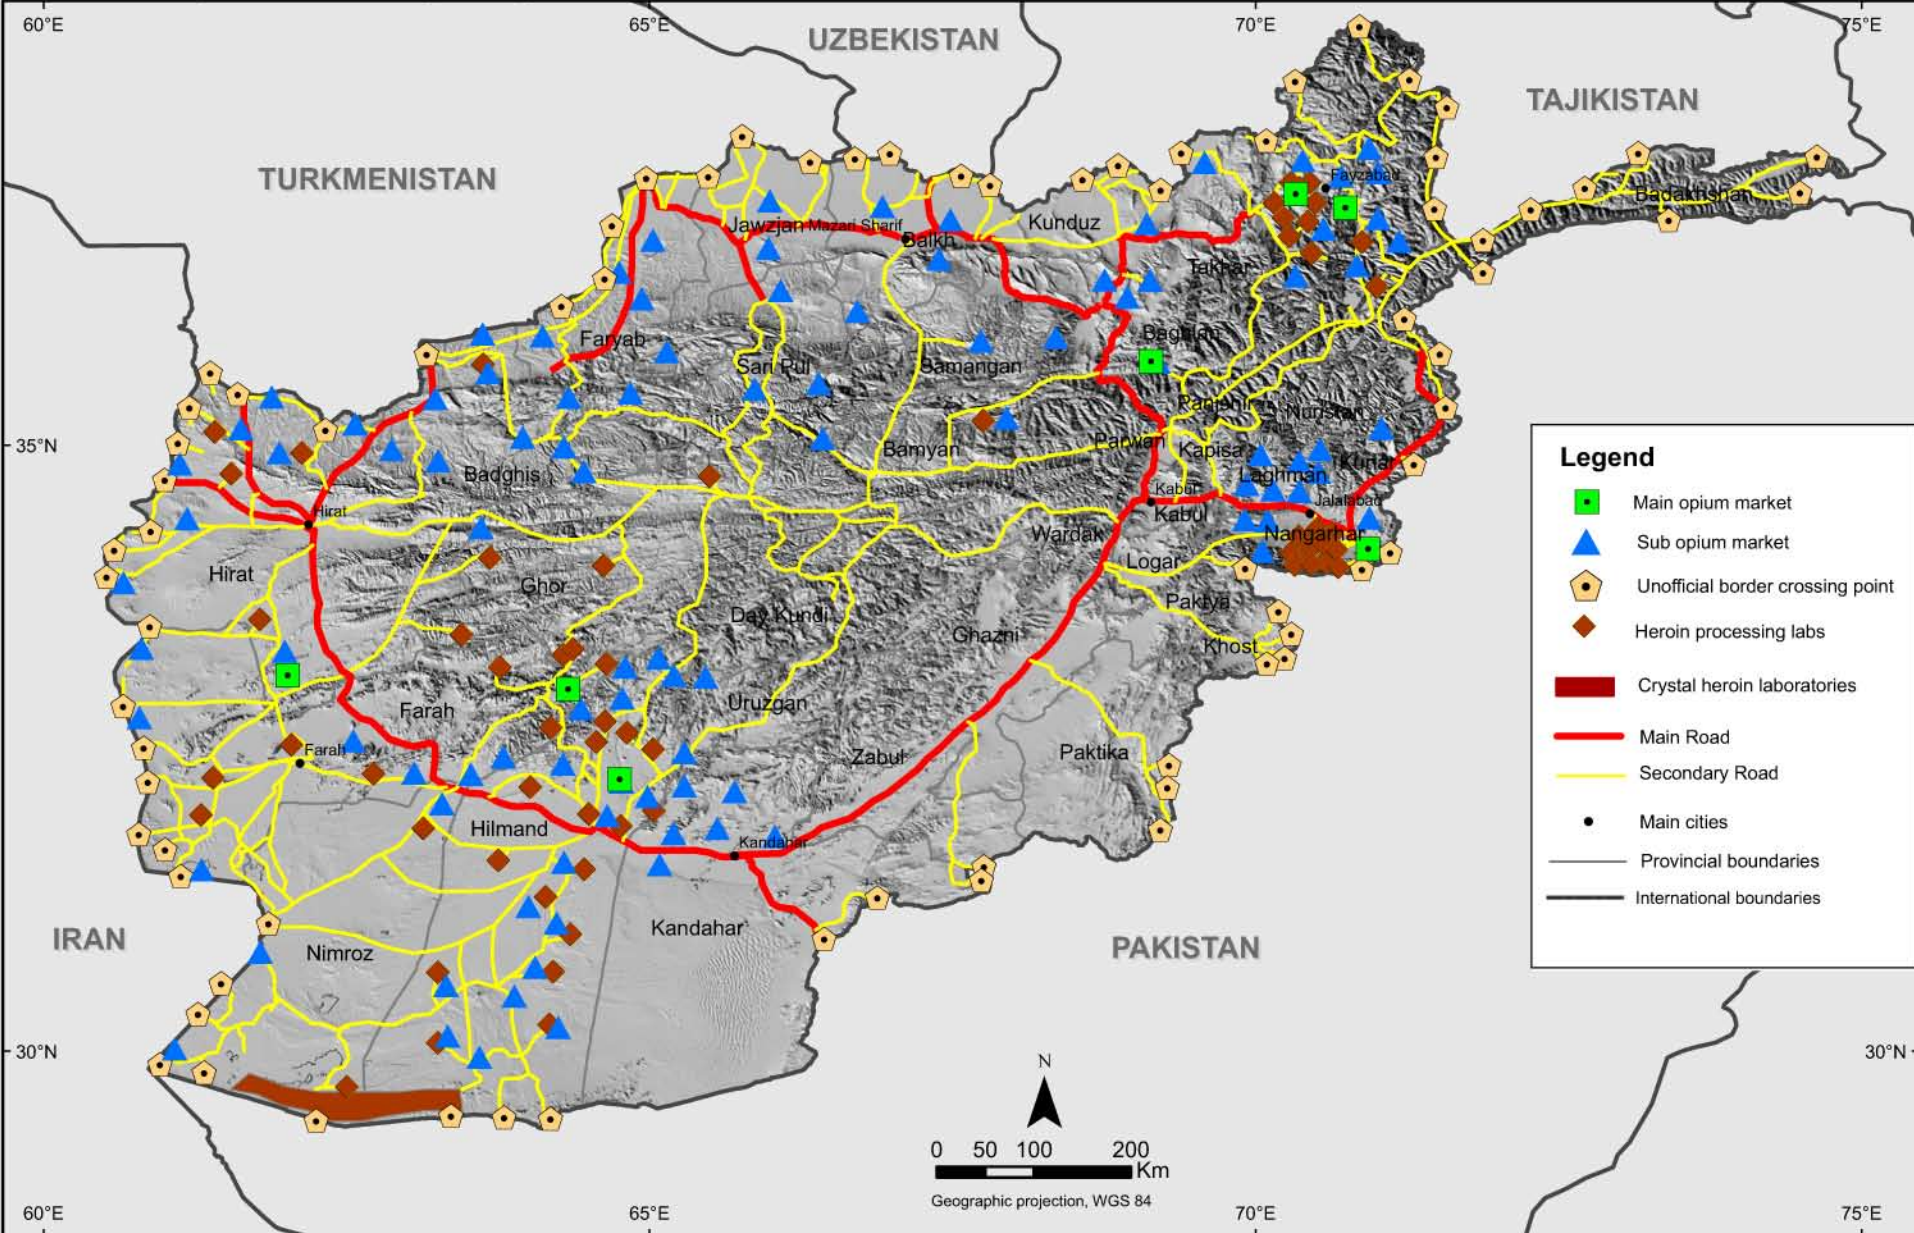 60°E
65°E
70°E
75°E
UZBEKISTAN
TAJIKISTAN
TURKMENISTAN
Fayzabad
Badakhshan
Jawzjan
Mazari Sharif
Balkh
Kunduz
Takhar
Faryab
Baghlan
Sari Pul
Samangan
Panjshir
Nuristan
35°N
Badghis
Bamyan
Parwan
Kapisa
Laghman
Kunar
Hirat
Kabul
Kabul
Jalalabad
Wardak
Nangarhar
Logar
Hirat
Ghor
Day Kundi
Paktya
Ghazni
Khost
Farah
Uruzgan
Farah
Zabul
Paktika
Hilmand
Kandahar
Kandahar
Nimroz
IRAN
PAKISTAN
Legend
Main opium market
Sub opium market
Unofficial border crossing point
Heroin processing labs
Crystal heroin laboratories
Main Road
Secondary Road
Main cities
Provincial boundaries
International boundaries
30°N
30°N
N
0 50 100 200
Km
Geographic projection, WGS 84
60°E
65°E
70°E
75°E